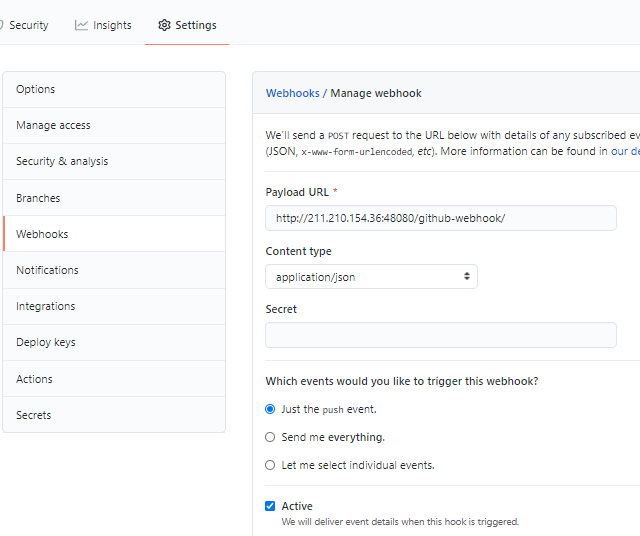 Security Insights Settings
Options
Manage access
Security & analysis
Branches
Webhooks
Notifications
Integrations
Deploy keys
Actions
Secrets
Webhooks / Manage webhook
We'll send a POST request to the URL below with details of any subscribed ev
(JSON, x-www-form-urlencoded, etc). More information can be found in our de
Payload URL *
http://211.210.154.36:48080/github-webhook/
Content type
application/json
Secret
Which events would you like to trigger this webhook?
Just the push event.
Send me everything.
Let me select individual events.
Active
We will deliver event details when this hook is triggered.